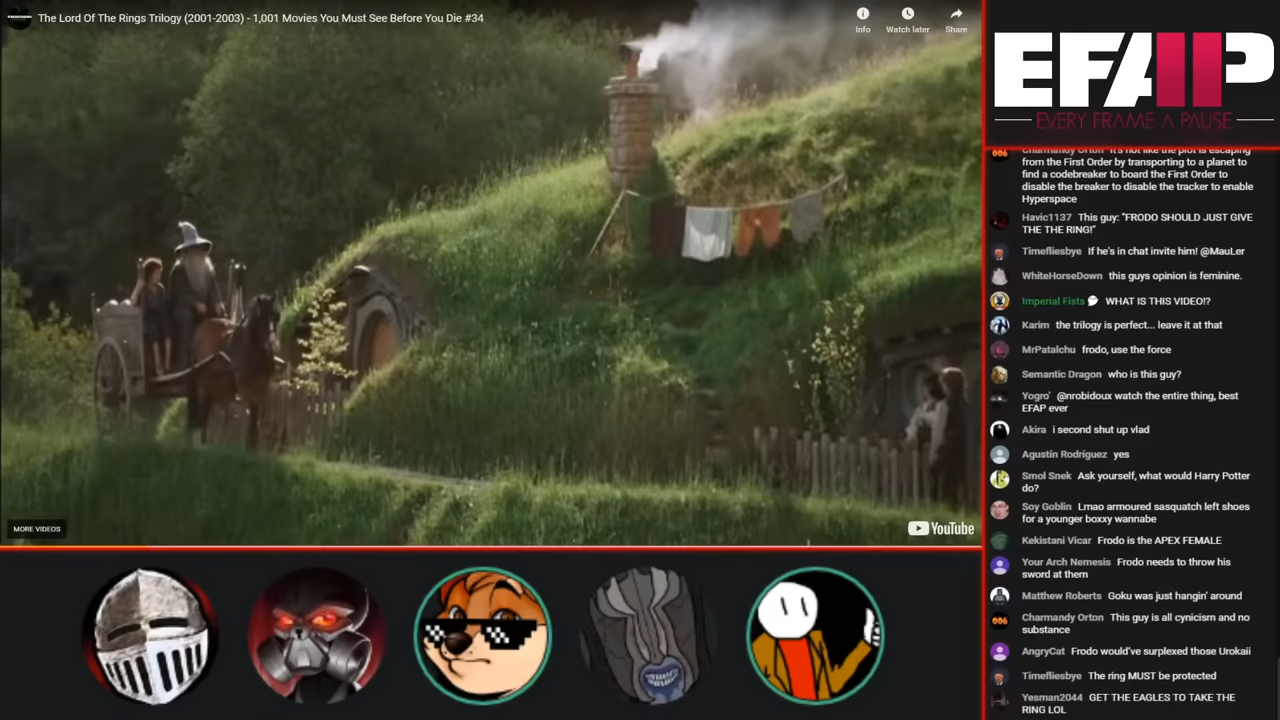 The Lord Of The Rings Trilogy (2001-2003) - 1,001 Movies You Must See Before You Die #34
Info
Watch later
Share
MORE VIDEOS
YouTube
EFAP
EVERY FRAME A PAUSE
Charmandy Orton It's not like the plot is escaping
from the First Order by transporting to a planet to
find a codebreaker to board the First Order to
disable the breaker to disable the tracker to enable
Hyperspace
Havic1137 This guy: "FRODO SHOULD JUST GIVE
THE THE RING!"
Timefliesbye If he's in chat invite him! @MauLer
WhiteHorseDown this guys opinion is feminine.
Imperial Fists WHAT IS THIS VIDEO!?
Karim the trilogy is perfect... leave it at that
MrPatalchu frodo, use the force
Semantic Dragon who is this guy?
Yogro' @nrobidoux watch the entire thing, best
EFAP ever
Akira i second shut up vlad
Agustín Rodríguez yes
Smol Snek Ask yourself, what would Harry Potter
do?
Soy Goblin Lmao armoured sasquatch left shoes
for a younger boxxy wannabe
Kekistani Vicar Frodo is the APEX FEMALE
Your Arch Nemesis Frodo needs to throw his
sword at them
Matthew Roberts Goku was just hangin' around
Charmandy Orton This guy is all cynicism and no
substance
AngryCat Frodo would've surplexed those Urokaii
Timefliesbye The ring MUST be protected
Yesman2044 GET THE EAGLES TO TAKE THE
RING LOL